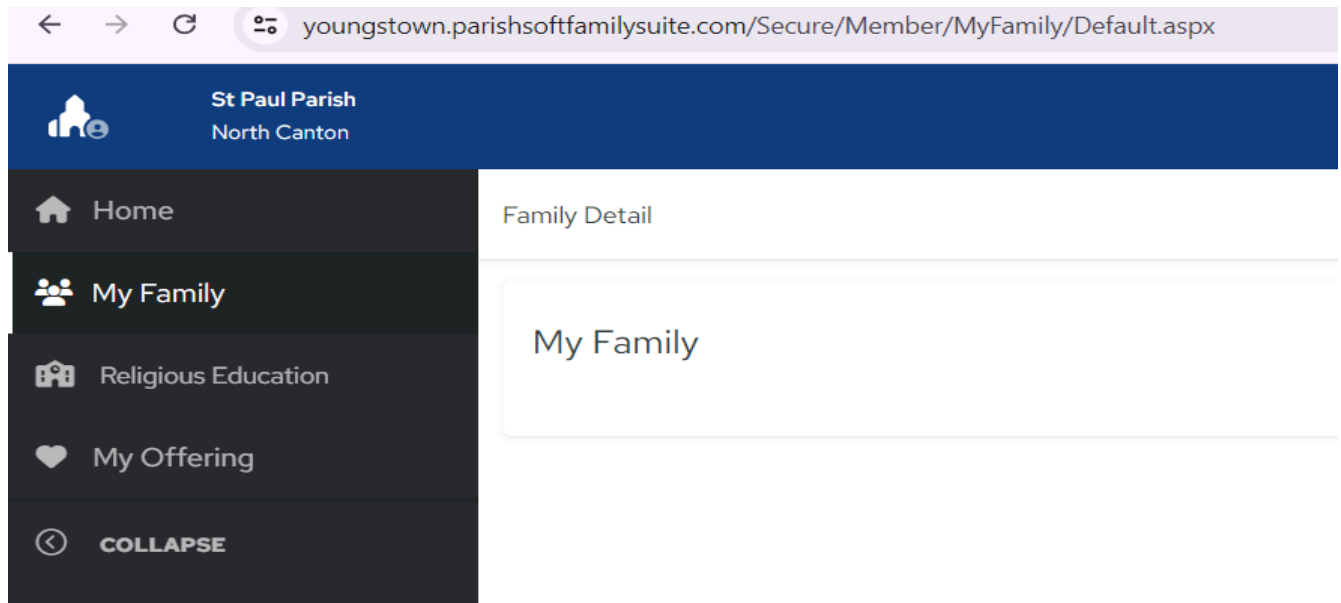 youngstown.parishsoftfamilysuite.com/Secure/Member/MyFamily/Default.aspx
St Paul Parish
North Canton
Home
My Family
Religious Education
My Offering
COLLAPSE
Family Detail
My Family